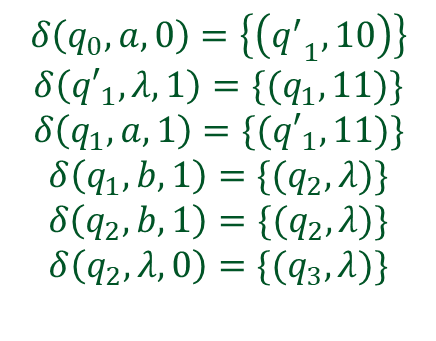 δ(q₀, a, 0) = {(q′₁, 10)}
δ(q′₁, λ, 1) = {(q₁, 11)}
δ(q₁, a, 1) = {(q′₁, 11)}
δ(q₁, b, 1) = {(q₂, λ)}
δ(q₂, b, 1) = {(q₂, λ)}
δ(q₂, λ, 0) = {(q₃, λ)}